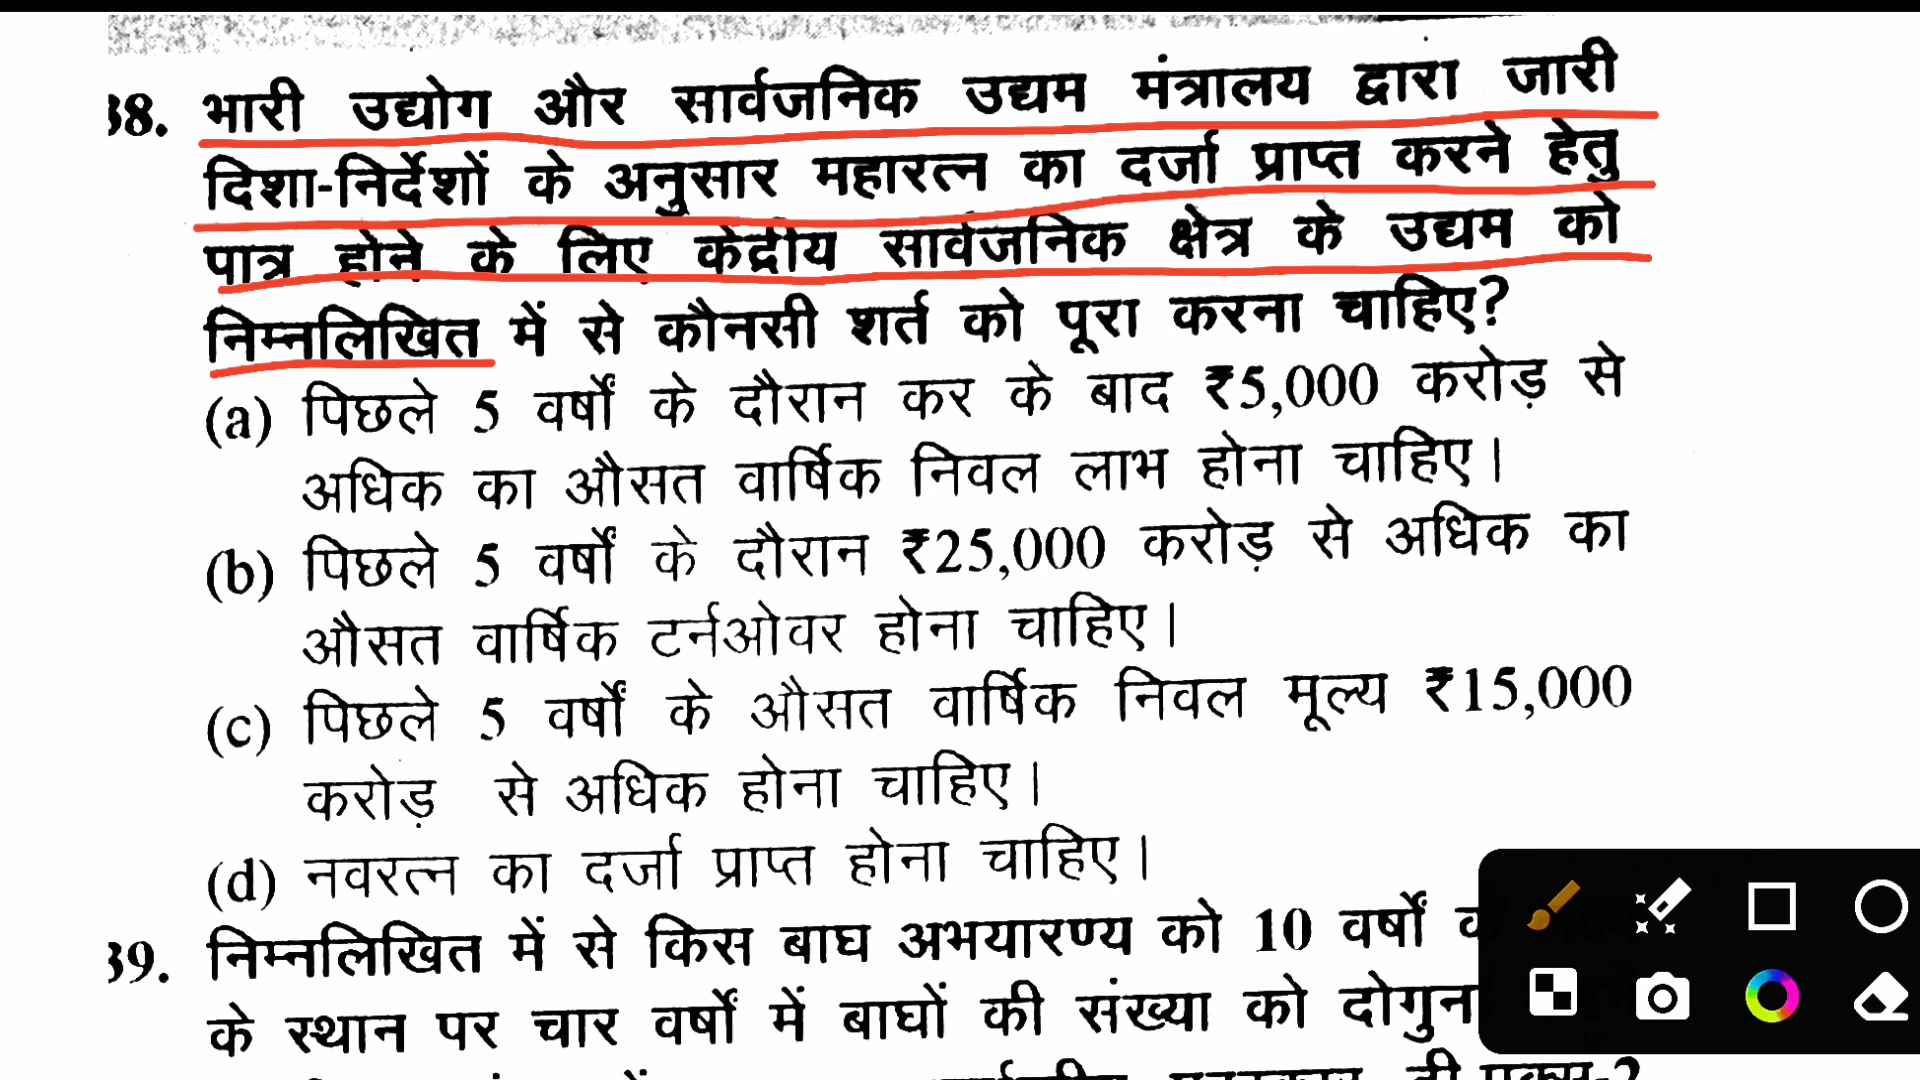 38. भारी उद्योग और सार्वजनिक उद्यम मंत्रालय द्वारा जारी
दिशा-निर्देशों के अनुसार महारत्न का दर्जा प्राप्त करने हेतु
पात्र होने के लिए केंद्रीय सार्वजनिक क्षेत्र के उद्यम को
निम्नलिखित में से कौनसी शर्त को पूरा करना चाहिए?
(a) पिछले 5 वर्षों के दौरान कर के बाद ₹5,000 करोड़ से
अधिक का औसत वार्षिक निवल लाभ होना चाहिए।
(b) पिछले 5 वर्षों के दौरान ₹25,000 करोड़ से अधिक का
औसत वार्षिक टर्नओवर होना चाहिए।
(c) पिछले 5 वर्षों के औसत वार्षिक निवल मूल्य ₹15,000
करोड़ से अधिक होना चाहिए।
(d) नवरत्न का दर्जा प्राप्त होना चाहिए।
39. निम्नलिखित में से किस बाघ अभयारण्य को 10 वर्षों
के स्थान पर चार वर्षों में बाघों की संख्या को